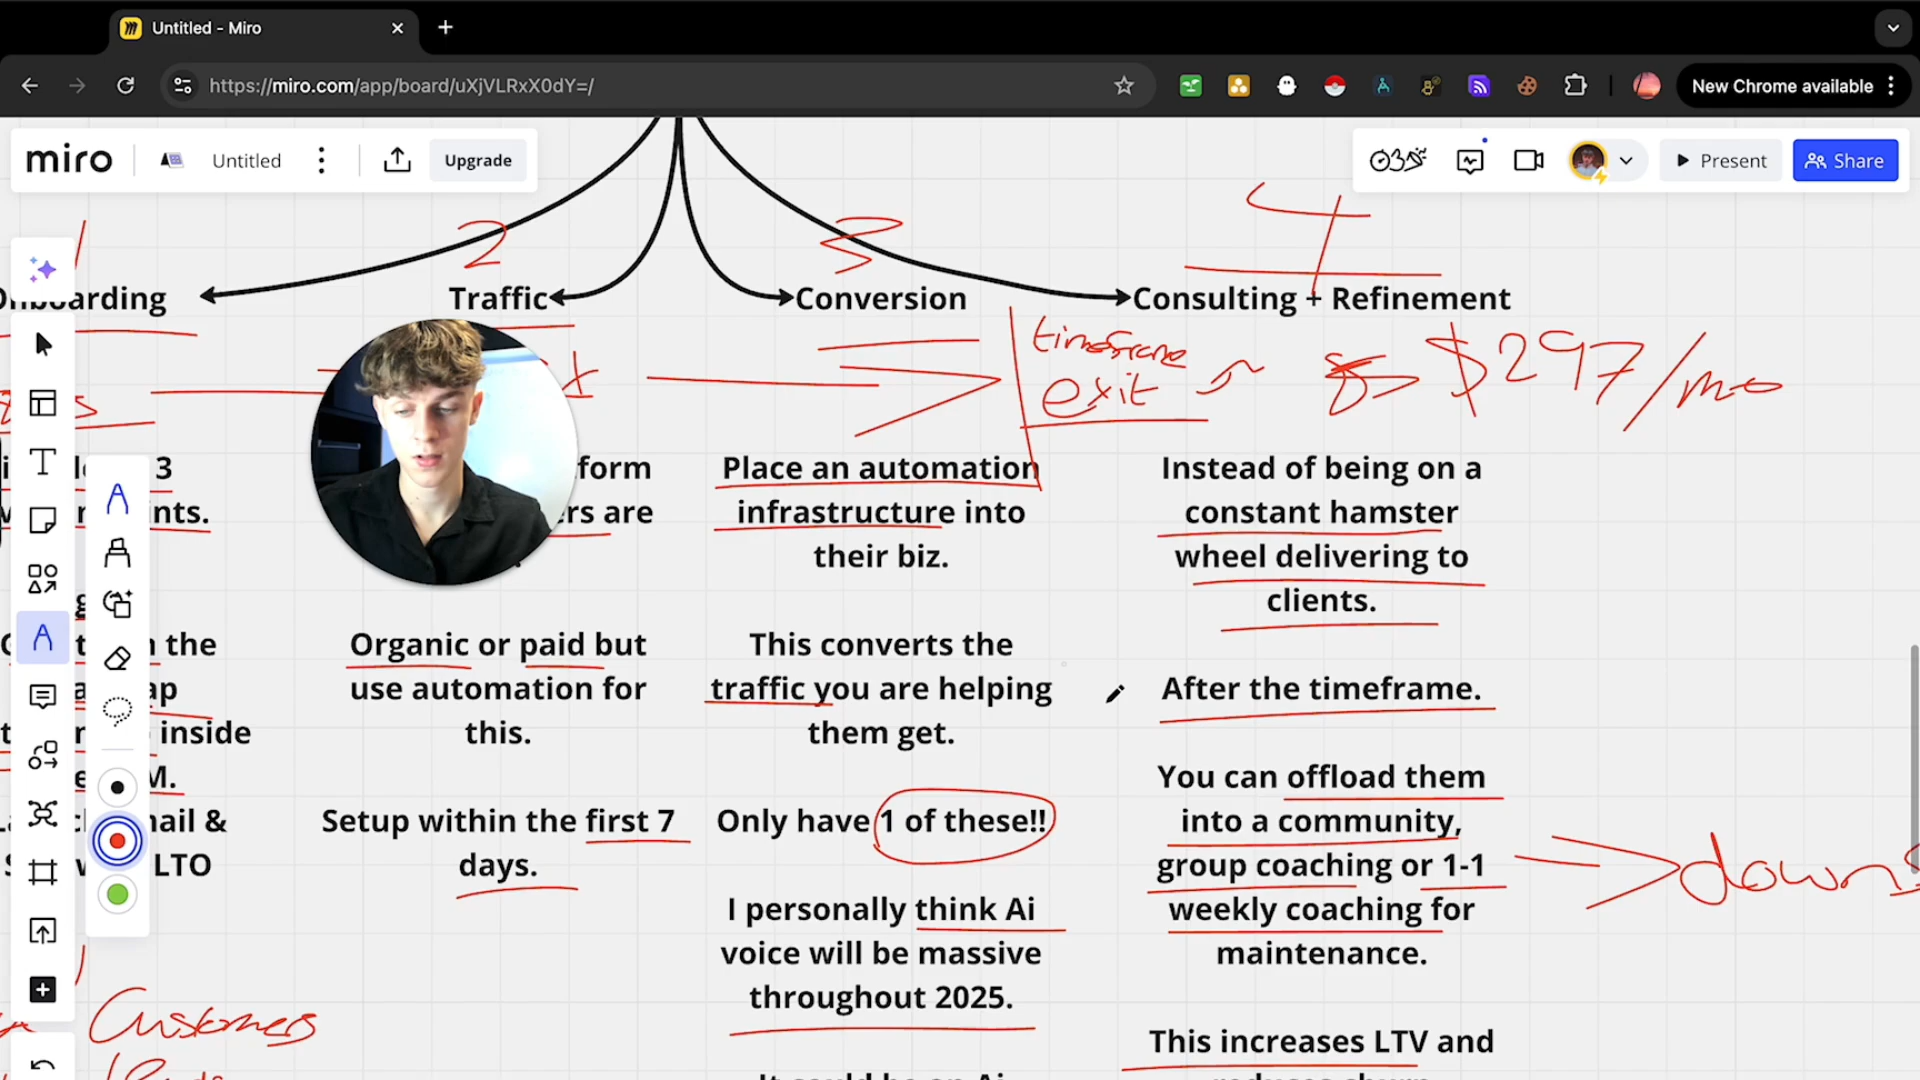 Untitled - Miro
https://miro.com/app/board/uXjVLRxX0dY=/
New Chrome available
miro
Untitled
Upgrade
Present
Share
1
2
3
4
Onboarding
Traffic
Conversion
Consulting + Refinement
timeframe
exit
$297/mo
3
form
Place an automation
Instead of being on a
are
infrastructure into
constant hamster
their biz.
wheel delivering to
clients.
the
Organic or paid but
This converts the
use automation for
traffic you are helping
After the timeframe.
inside
this.
them get.
You can offload them
Setup within the first 7
Only have 1 of these!!
into a community,
LTO
days.
group coaching or 1-1
I personally think Ai
weekly coaching for
voice will be massive
maintenance.
throughout 2025.
Customers
This increases LTV and